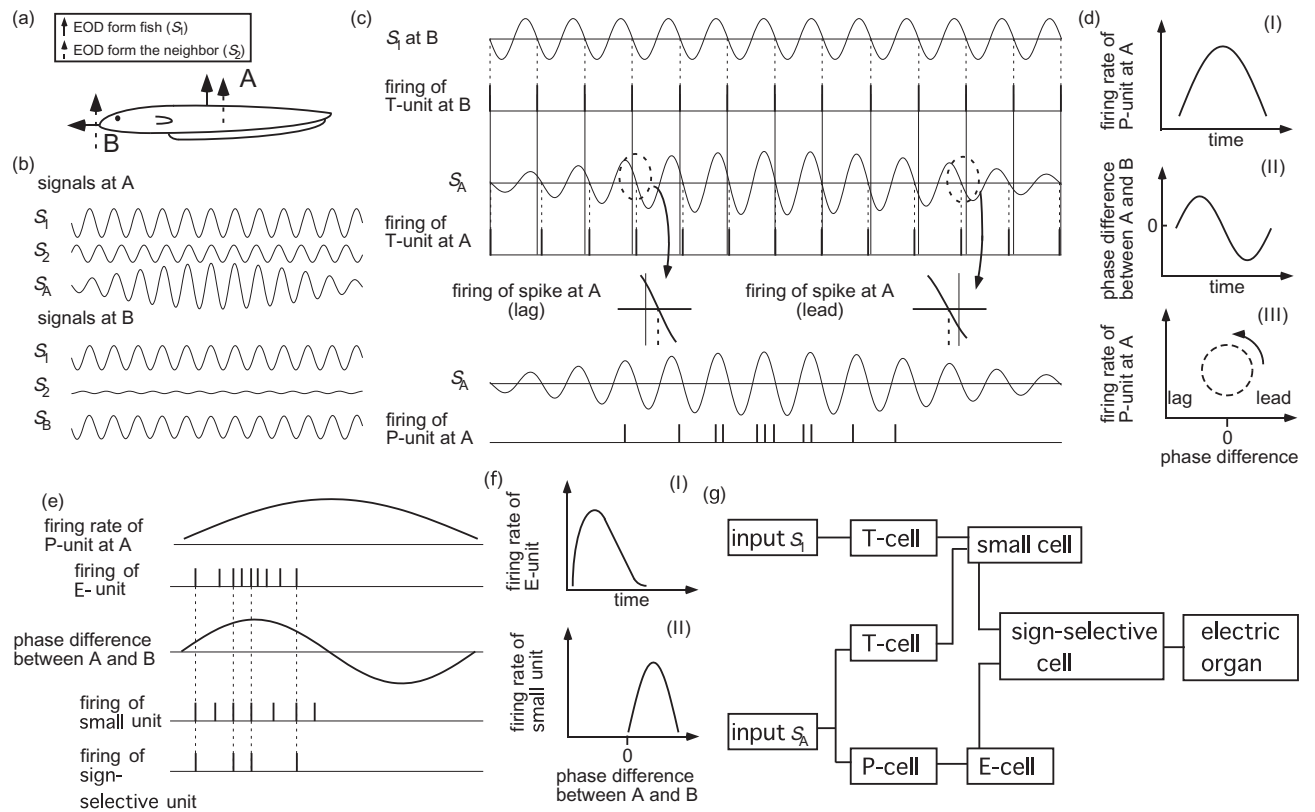 (a)
EOD form fish (S1)
EOD form the neighbor (S2)
A
B
(b)
signals at A
S1
S2
SA
signals at B
S1
S2
SB
(c)
S1 at B
firing of
T-unit at B
SA
firing of
T-unit at A
firing of spike at A
(lag)
firing of spike at A
(lead)
SA
firing of
P-unit at A
(d)
(I)
firing rate of
P-unit at A
time
(II)
phase difference
between A and B
0
time
(III)
firing rate of
P-unit at A
lag
lead
0
phase difference
(e)
firing rate of
P-unit at A
firing of
E- unit
phase difference
between A and B
firing of
small unit
firing of
sign-
selective unit
(f)
(I)
firing rate of
E-unit
time
(II)
firing rate of
small unit
0
phase difference
between A and B
(g)
input S1
T-cell
small cell
T-cell
sign-selective
cell
electric
organ
input SA
P-cell
E-cell